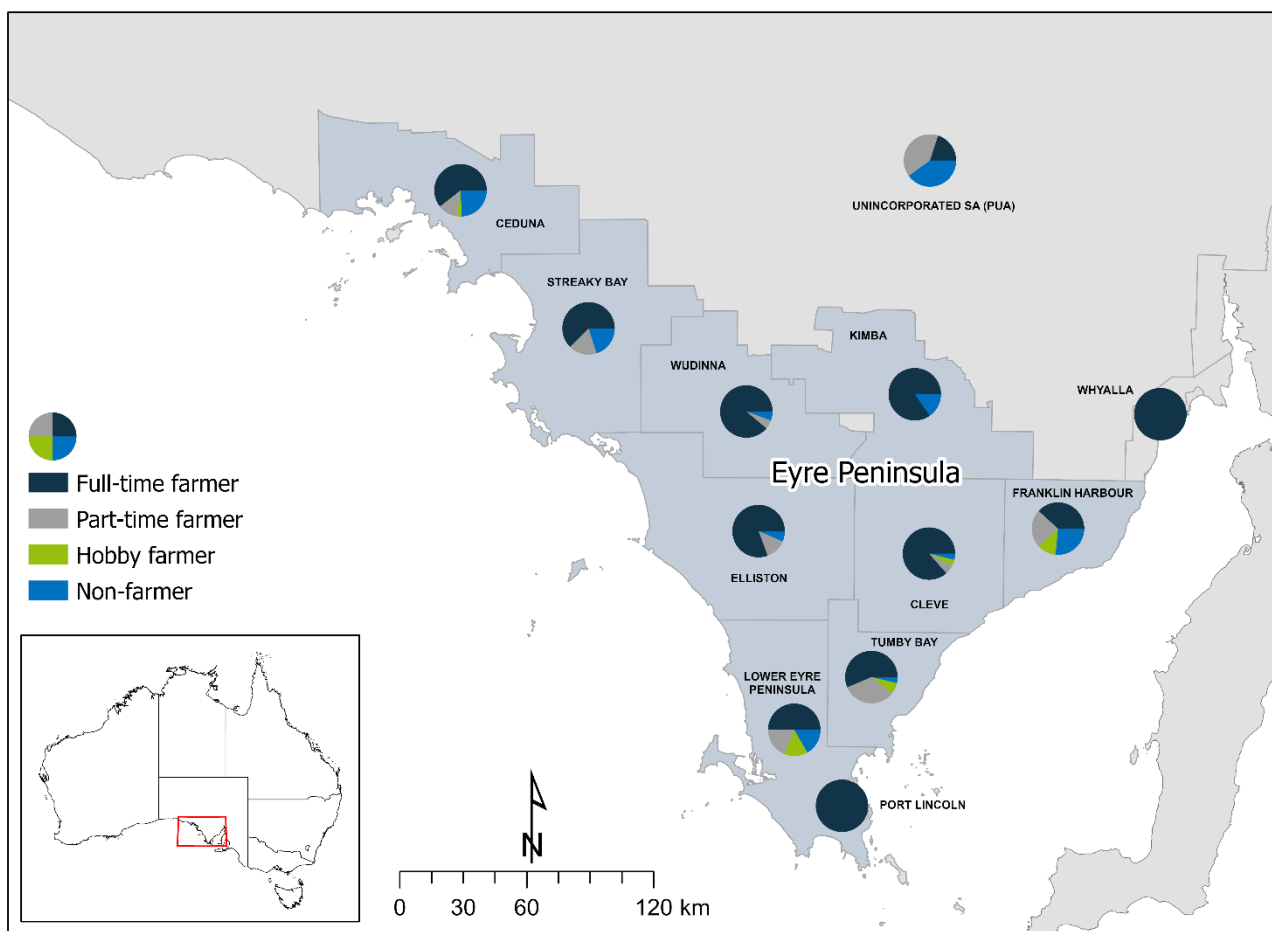 UNINCORPORATED SA (PUA)
CEDUNA
STREAKY BAY
KIMBA
WUDINNA
WHYALLA
Eyre Peninsula
FRANKLIN HARBOUR
ELLISTON
CLEVE
TUMBY BAY
LOWER EYRE
PENINSULA
PORT LINCOLN
Full-time farmer
Part-time farmer
Hobby farmer
Non-farmer
N
0 30 60 120 km